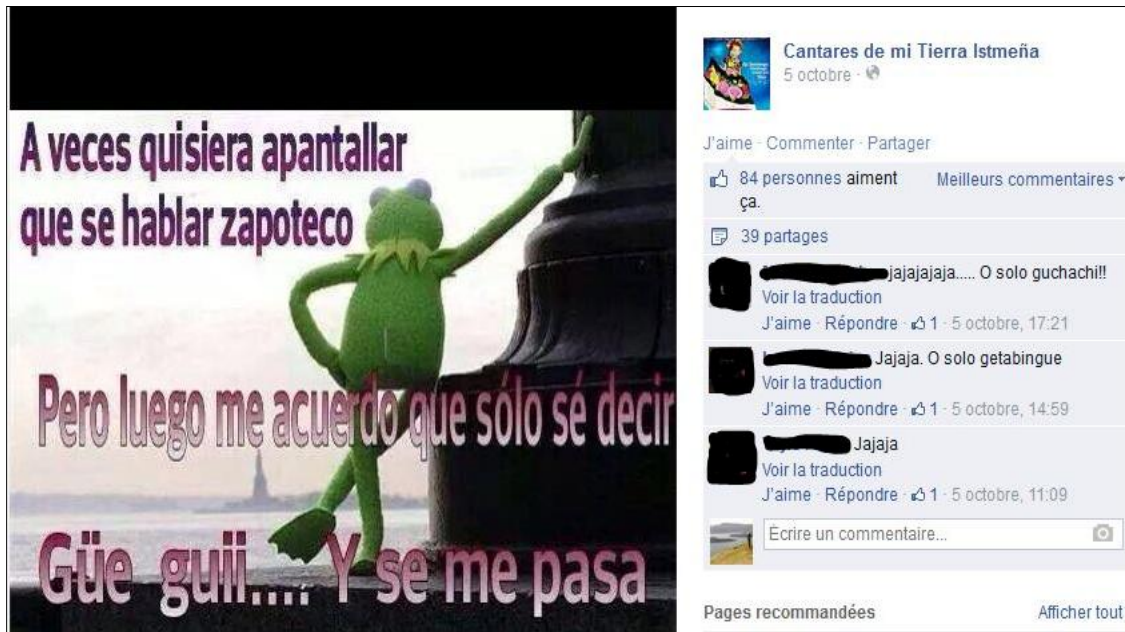 A veces quisiera apantallar
que se hablar zapoteco
Pero luego me acuerdo que sólo sé decir
Güe guii.... Y se me pasa
Cantares de mi Tierra Istmeña
5 octobre
J'aime · Commenter · Partager
84 personnes aiment
ça.
Meilleurs commentaires
39 partages
jajajajaja..... O solo guchachi!!
Voir la traduction
J'aime · Répondre · 1 · 5 octobre, 17:21
Jajaja. O solo getabingue
Voir la traduction
J'aime · Répondre · 1 · 5 octobre, 14:59
Jajaja
Voir la traduction
J'aime · Répondre · 1 · 5 octobre, 11:09
Écrire un commentaire...
Pages recommandées
Afficher tout